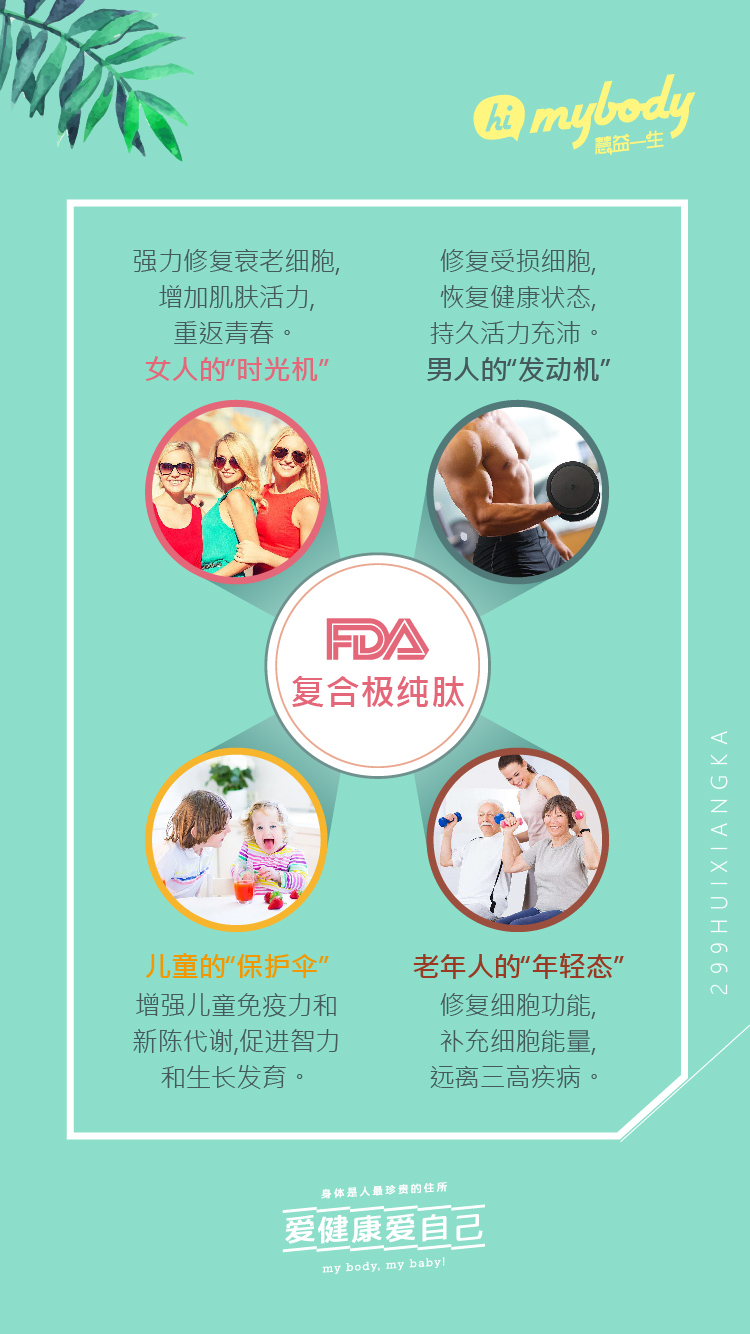 hi mybody
慧益一生
强力修复衰老细胞,
增加肌肤活力,
重返青春。
女人的“时光机”
修复受损细胞,
恢复健康状态,
持久活力充沛。
男人的“发动机”
FDA
复合极纯肽
儿童的“保护伞”
增强儿童免疫力和
新陈代谢,促进智力
和生长发育。
老年人的“年轻态”
修复细胞功能,
补充细胞能量,
远离三高疾病。
299HUIXIANGKA
身体是人最珍贵的住所
爱健康爱自己
my body, my baby!